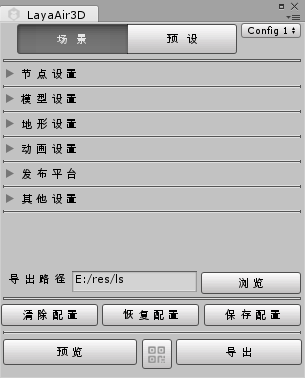 LayaAir3D
场景 预设 Config 1
节点设置
模型设置
地形设置
动画设置
发布平台
其他设置
导出路径 E:/res/ls 浏览
清除配置 恢复配置 保存配置
预览 导出